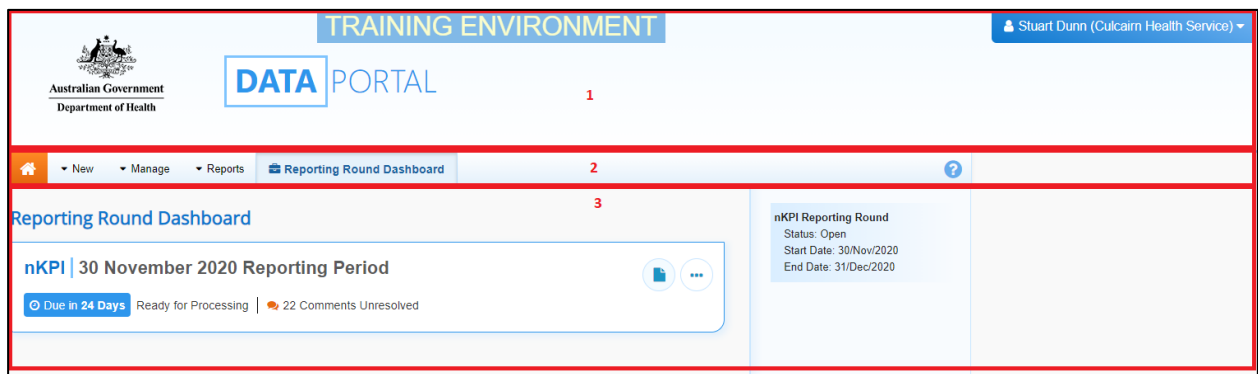 TRAINING ENVIRONMENT
Stuart Dunn (Culcairn Health Service)
Australian Government
Department of Health
DATA PORTAL
1
New Manage Reports Reporting Round Dashboard 2 ?
3
Reporting Round Dashboard
nKPI 30 November 2020 Reporting Period
Due in 24 Days Ready for Processing 22 Comments Unresolved
nKPI Reporting Round
Status: Open
Start Date: 30/Nov/2020
End Date: 31/Dec/2020